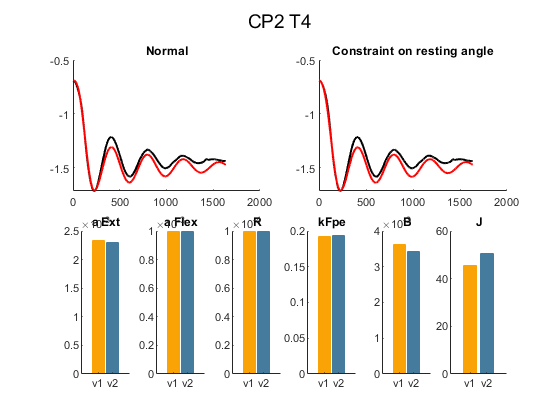 CP2 T4
Normal
Constraint on resting angle
-0.5
-1
-1.5
0 500 1000 1500 2000
-0.5
-1
-1.5
0 500 1000 1500 2000
a Ext
a Flex
R
kFpe
B
J
2.5
2
1.5
1
0.5
0
v1 v2
1
0.8
0.6
0.4
0.2
0
v1 v2
1
0.8
0.6
0.4
0.2
0
v1 v2
0.2
0.15
0.1
0.05
0
v1 v2
4
3
2
1
0
v1 v2
60
40
20
0
v1 v2